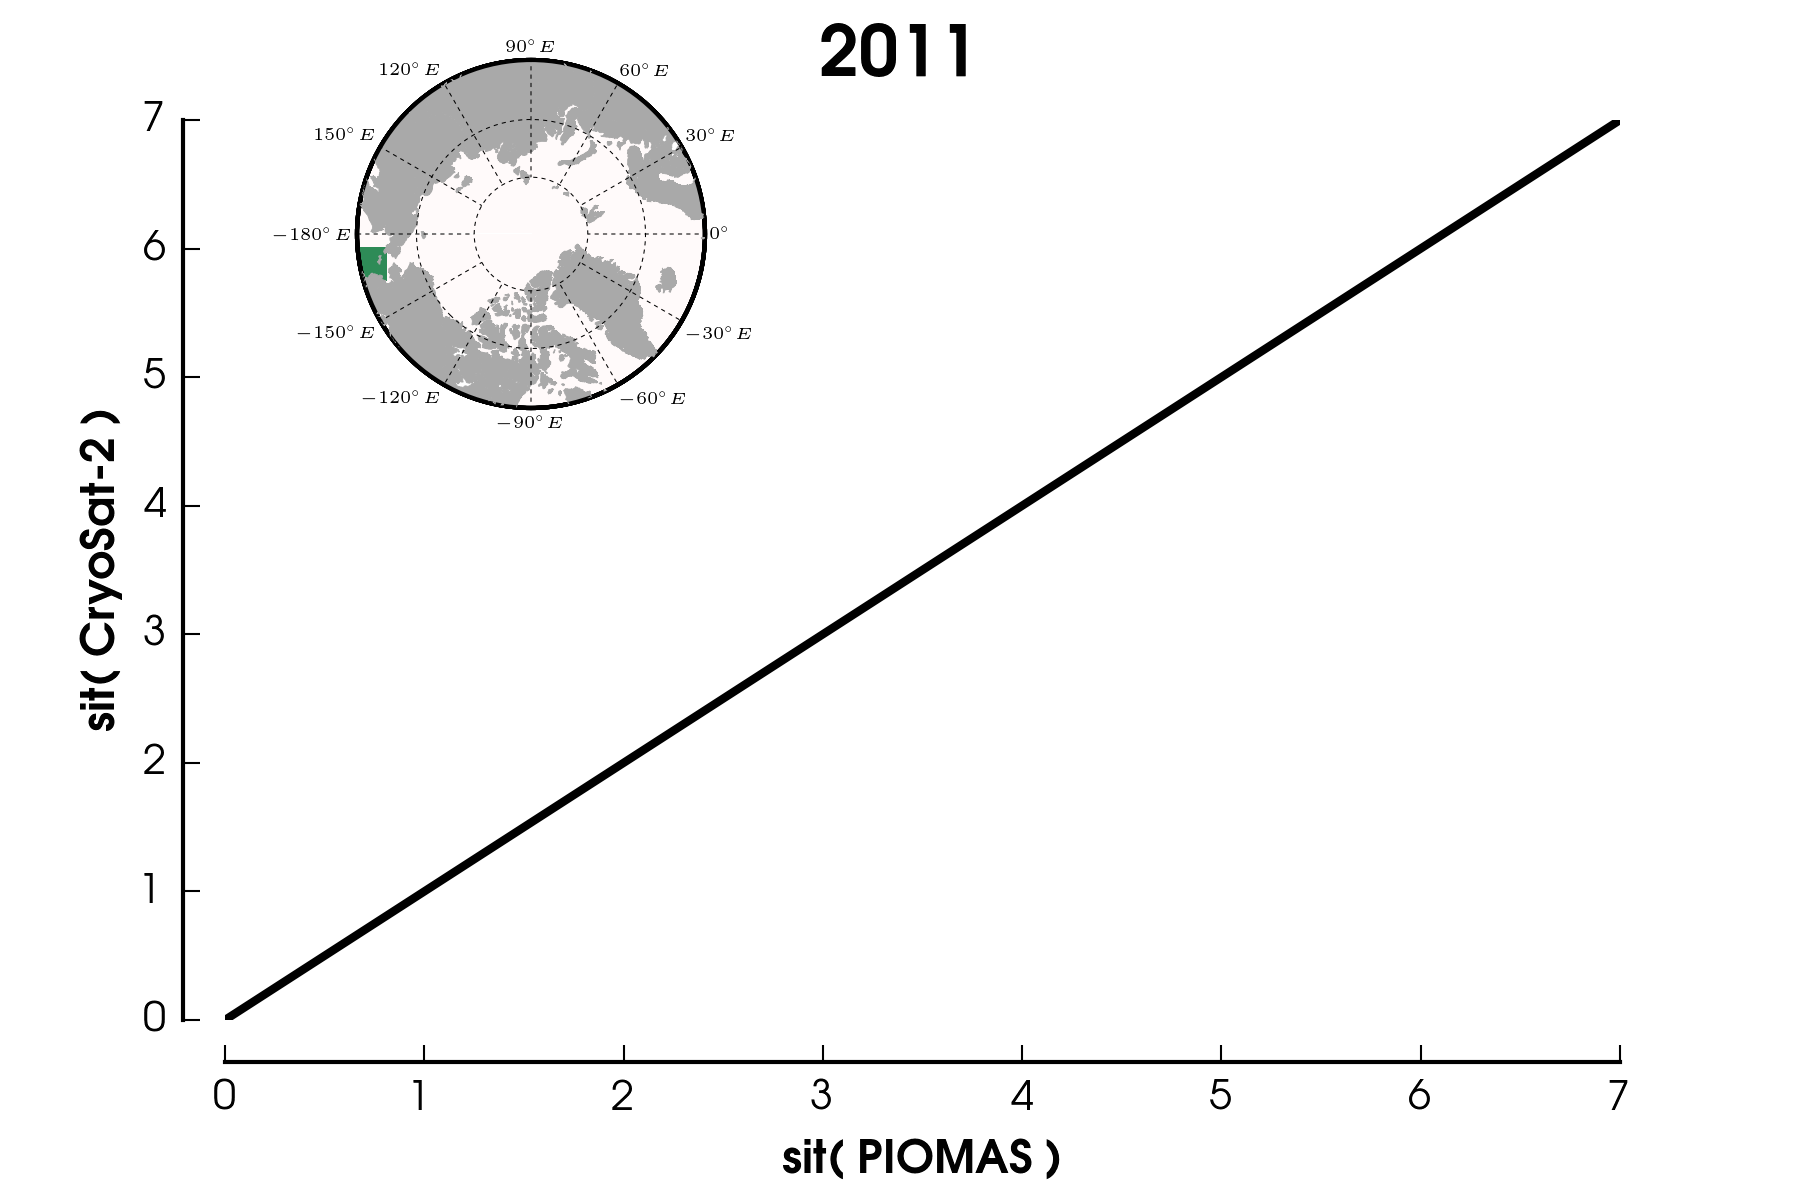 2011
90° E
120° E
60° E
150° E
30° E
−180° E
0°
−150° E
−30° E
−120° E
−60° E
−90° E
7
6
5
4
3
2
1
0
sit( CryoSat-2 )
0 1 2 3 4 5 6 7
sit( PIOMAS )